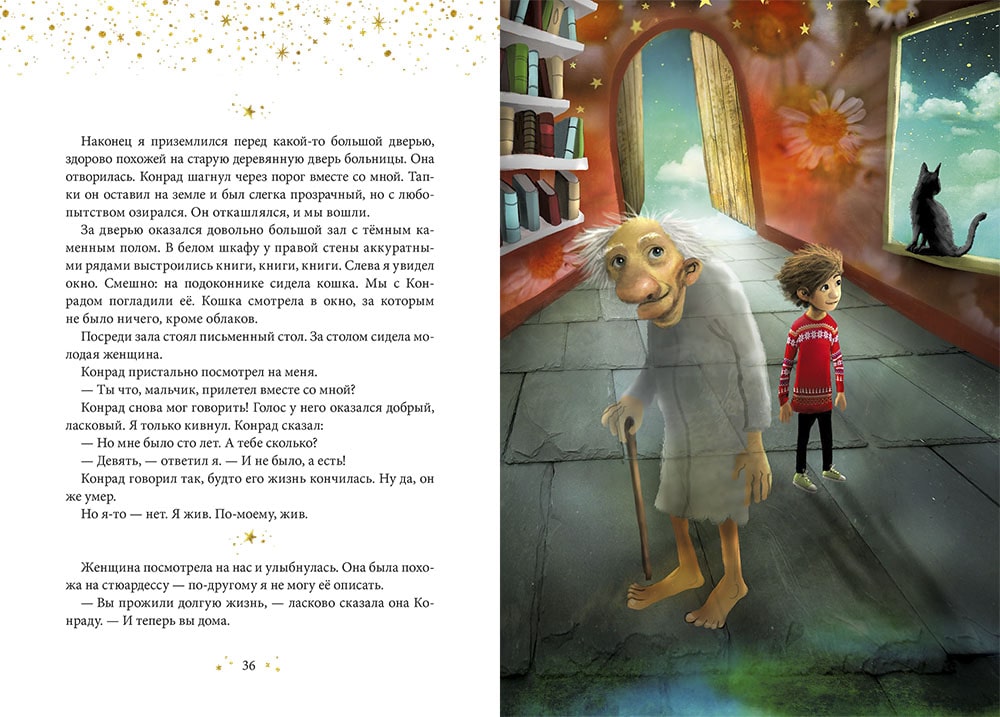 Наконец я приземлился перед какой-то большой дверью,
здорово похожей на старую деревянную дверь больницы. Она
отворилась. Конрад шагнул через порог вместе со мной. Тап-
ки он оставил на земле и был слегка прозрачный, но с любо-
пытством озирался. Он откашлялся, и мы вошли.
За дверью оказался довольно большой зал с тёмным ка-
менным полом. В белом шкафу у правой стены аккуратны-
ми рядами выстроились книги, книги, книги. Слева я увидел
окно. Смешно: на подоконнике сидела кошка. Мы с Кон-
радом погладили её. Кошка смотрела в окно, за которым
не было ничего, кроме облаков.
Посреди зала стоял письменный стол. За столом сидела мо-
лодая женщина.
Конрад пристально посмотрел на меня.
— Ты что, мальчик, прилетел вместе со мной?
Конрад снова мог говорить! Голос у него оказался добрый,
ласковый. Я только кивнул. Конрад сказал:
— Но мне было сто лет. А тебе сколько?
— Девять, — ответил я. — И не было, а есть!
Конрад говорил так, будто его жизнь кончилась. Ну да, он
же умер.
Но я-то — нет. Я жив. По-моему, жив.
Женщина посмотрела на нас и улыбнулась. Она была похо-
жа на стюардессу — по-другому я не могу её описать.
— Вы прожили долгую жизнь, — ласково сказала она Кон-
раду. — И теперь вы дома.
36